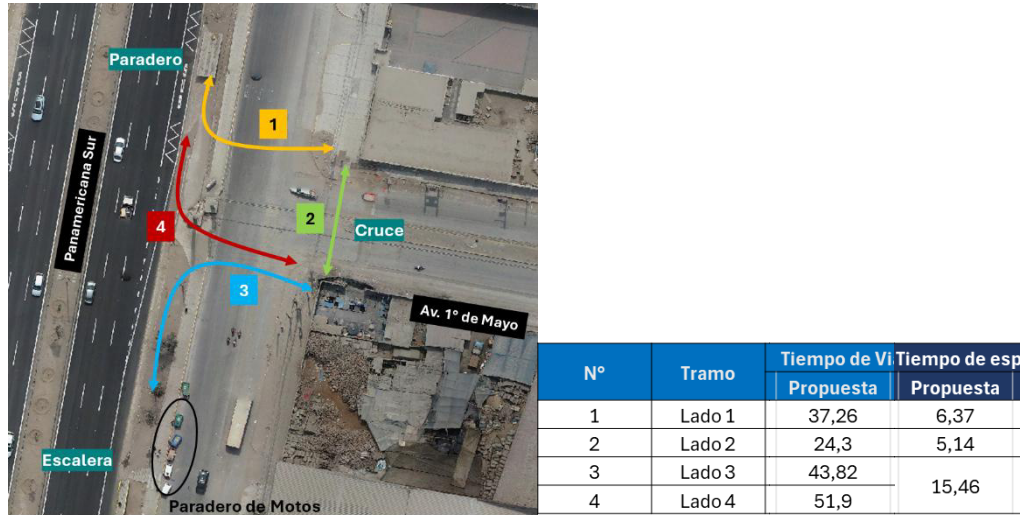 Paradero
1
Panamericana Sur
2
4
Cruce
3
Av. 1° de Mayo
Escalera
Paradero de Motos
N° Tramo Tiempo de Vi Tiempo de esp
Propuesta Propuesta
1 Lado 1 37,26 6,37
2 Lado 2 24,3 5,14
3 Lado 3 43,82 15,46
4 Lado 4 51,9